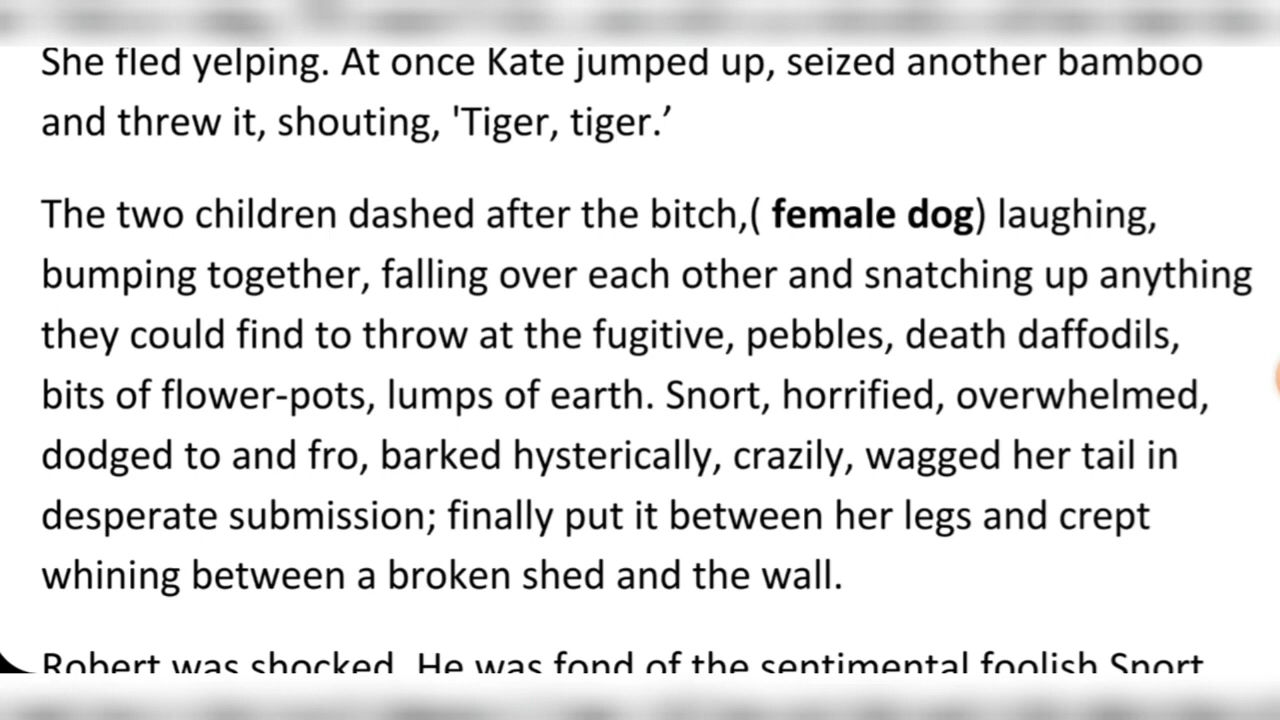 She fled yelping. At once Kate jumped up, seized another bamboo
and threw it, shouting, 'Tiger, tiger.’
The two children dashed after the bitch,( female dog) laughing,
bumping together, falling over each other and snatching up anything
they could find to throw at the fugitive, pebbles, death daffodils,
bits of flower-pots, lumps of earth. Snort, horrified, overwhelmed,
dodged to and fro, barked hysterically, crazily, wagged her tail in
desperate submission; finally put it between her legs and crept
whining between a broken shed and the wall.
Robert was shocked. He was fond of the sentimental foolish Snort